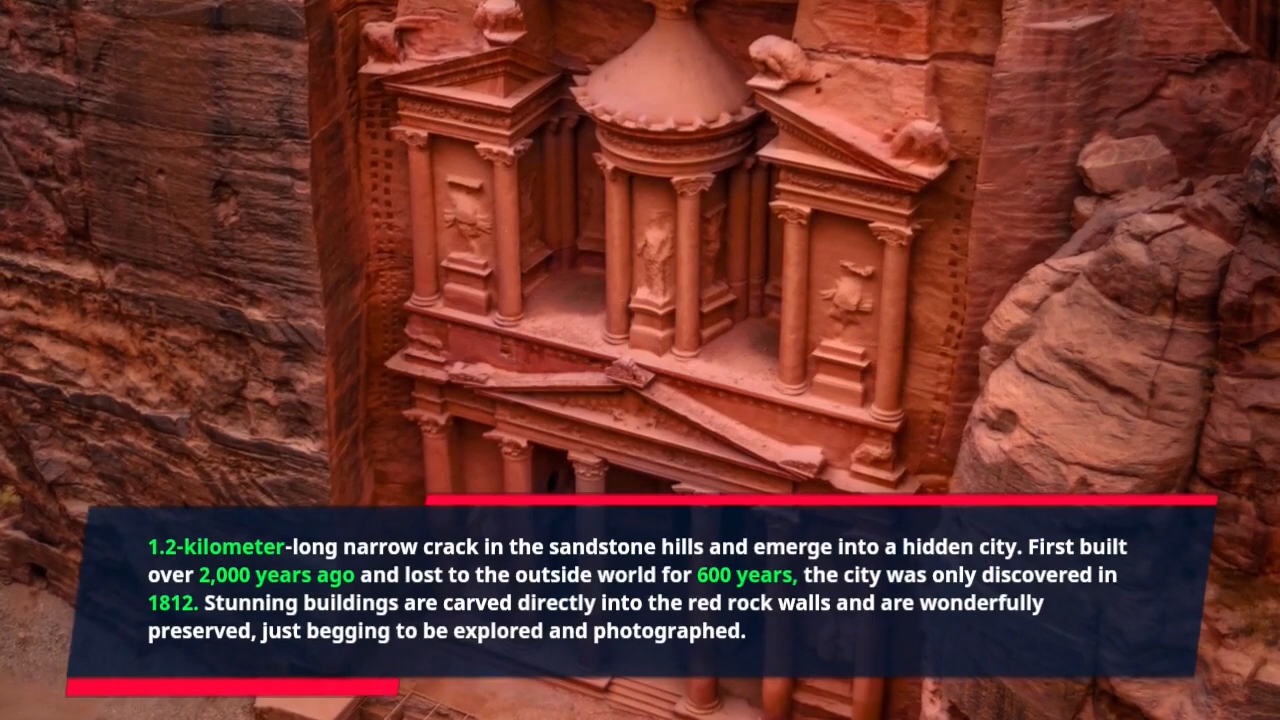 1.2-kilometer-long narrow crack in the sandstone hills and emerge into a hidden city. First built
over 2,000 years ago and lost to the outside world for 600 years, the city was only discovered in
1812. Stunning buildings are carved directly into the red rock walls and are wonderfully
preserved, just begging to be explored and photographed.